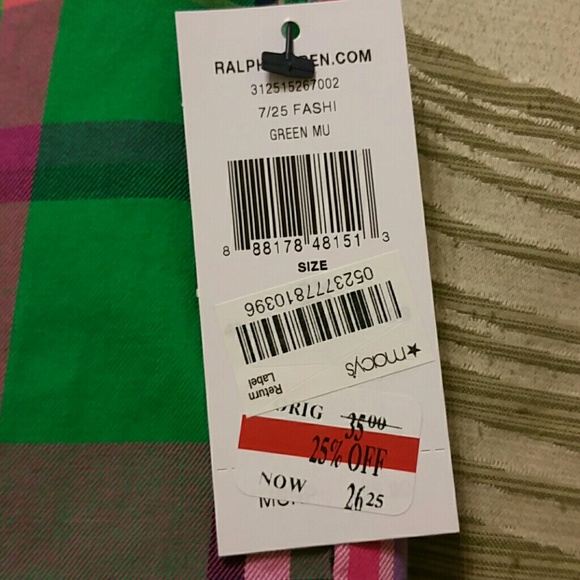 RALPH EN.COM
312515267002
7/25 FASHI
GREEN MU
8 88178 48151 3
SIZE
0523777810396
★macy's
Return
Label
ORIG 35.00
25% OFF
NOW 26.25